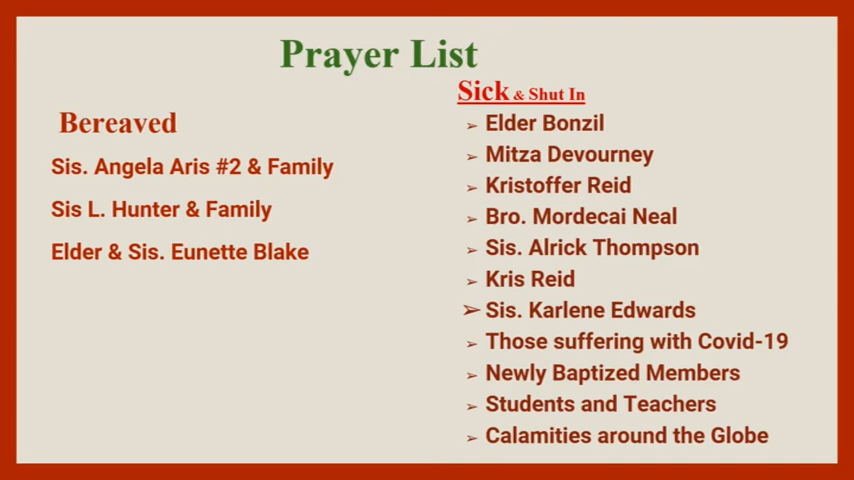 Prayer List
Bereaved
Sis. Angela Aris #2 & Family
Sis L. Hunter & Family
Elder & Sis. Eunette Blake
Sick & Shut In
➢ Elder Bonzil
➢ Mitza Devourney
➢ Kristoffer Reid
➢ Bro. Mordecai Neal
➢ Sis. Alrick Thompson
➢ Kris Reid
➢ Sis. Karlene Edwards
➢ Those suffering with Covid-19
➢ Newly Baptized Members
➢ Students and Teachers
➢ Calamities around the Globe